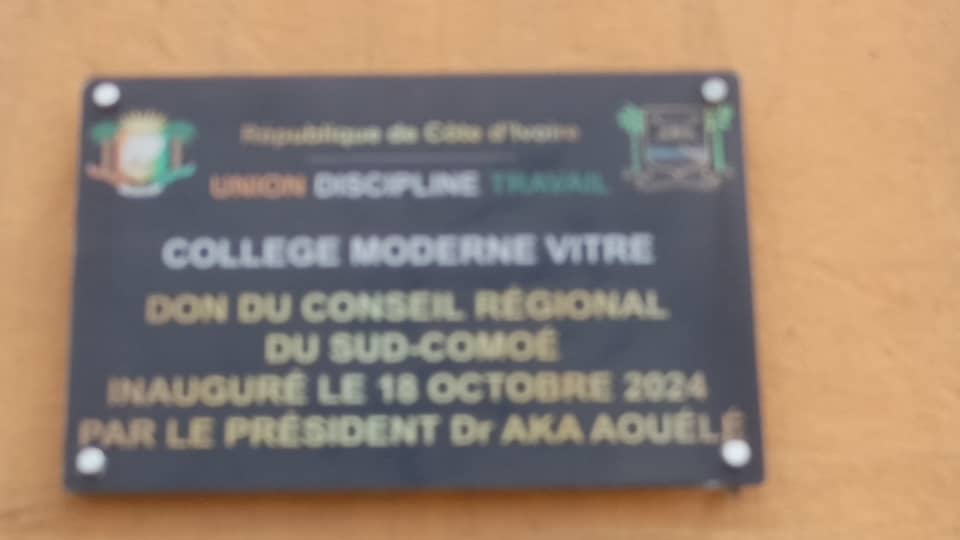 République de Côte d'Ivoire
UNION DISCIPLINE TRAVAIL
COLLEGE MODERNE VITRE
DON DU CONSEIL RÉGIONAL
DU SUD-COMOÉ
INAUGURÉ LE 18 OCTOBRE 2024
PAR LE PRÉSIDENT Dr AKA AOUÉLÉ